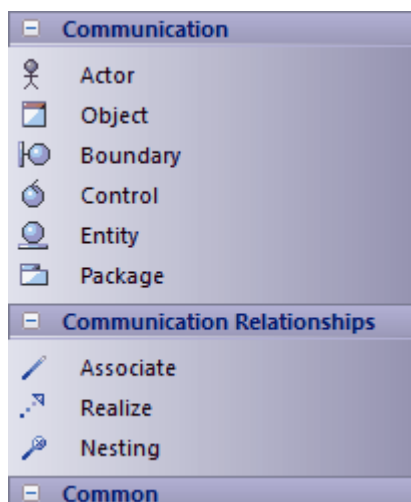 Communication
Actor
Object
Boundary
Control
Entity
Package
Communication Relationships
Associate
Realize
Nesting
Common